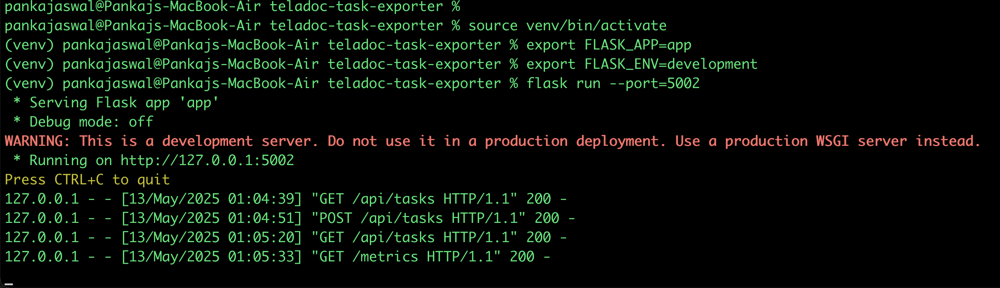 pankajaswal@Pankajs-MacBook-Air teladoc-task-exporter %
pankajaswal@Pankajs-MacBook-Air teladoc-task-exporter % source venv/bin/activate
(venv) pankajaswal@Pankajs-MacBook-Air teladoc-task-exporter % export FLASK_APP=app
(venv) pankajaswal@Pankajs-MacBook-Air teladoc-task-exporter % export FLASK_ENV=development
(venv) pankajaswal@Pankajs-MacBook-Air teladoc-task-exporter % flask run --port=5002
 * Serving Flask app 'app'
 * Debug mode: off
WARNING: This is a development server. Do not use it in a production deployment. Use a production WSGI server instead.
 * Running on http://127.0.0.1:5002
Press CTRL+C to quit
127.0.0.1 - - [13/May/2025 01:04:39] "GET /api/tasks HTTP/1.1" 200 -
127.0.0.1 - - [13/May/2025 01:04:51] "POST /api/tasks HTTP/1.1" 200 -
127.0.0.1 - - [13/May/2025 01:05:20] "GET /api/tasks HTTP/1.1" 200 -
127.0.0.1 - - [13/May/2025 01:05:33] "GET /metrics HTTP/1.1" 200 -